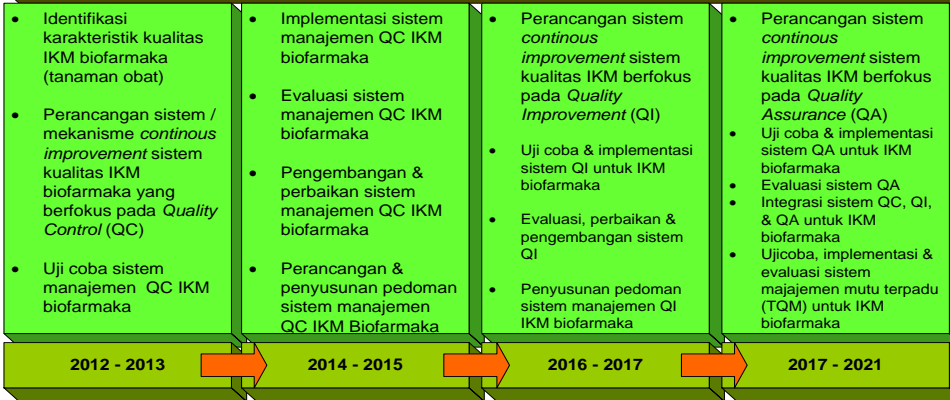 • Identifikasi
karakteristik kualitas
IKM biofarmaka
(tanaman obat)
• Perancangan sistem /
mekanisme continous
improvement sistem
kualitas IKM
biofarmaka yang
berfokus pada Quality
Control (QC)
• Uji coba sistem
manajemen QC IKM
biofarmaka
• Implementasi sistem
manajemen QC IKM
biofarmaka
• Evaluasi sistem
manajemen QC IKM
biofarmaka
• Pengembangan &
perbaikan sistem
manajemen QC IKM
biofarmaka
• Perancangan &
penyusunan pedoman
sistem manajemen
QC IKM Biofarmaka
• Perancangan sistem
continous
improvement sistem
kualitas IKM berfokus
pada Quality
Improvement (QI)
• Uji coba & implementasi
sistem QI untuk IKM
biofarmaka
• Evaluasi, perbaikan &
pengembangan sistem
QI
• Penyusunan pedoman
sistem manajemen QI
IKM biofarmaka
• Perancangan sistem
continous
improvement sistem
kualitas IKM berfokus
pada Quality
Assurance (QA)
• Uji coba & implementasi
sistem QA untuk IKM
biofarmaka
• Evaluasi sistem QA
• Integrasi sistem QC, QI,
& QA untuk IKM
biofarmaka
• Ujicoba, implementasi &
evaluasi sistem
majajemen mutu terpadu
(TQM) untuk IKM
biofarmaka
2012 - 2013
2014 - 2015
2016 - 2017
2017 - 2021